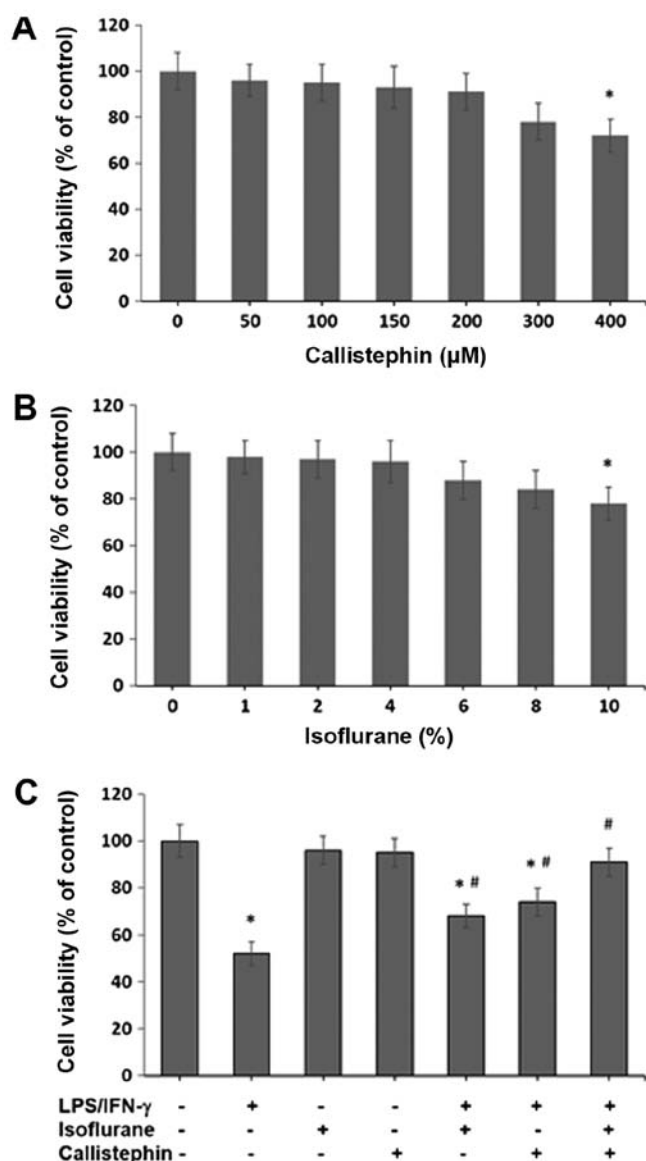 A
Cell viability (% of control)
120
100
80
60
40
20
0
*
0 50 100 150 200 300 400
Callistephin (µM)
B
Cell viability (% of control)
120
100
80
60
40
20
0
*
0 1 2 4 6 8 10
Isoflurane (%)
C
Cell viability (% of control)
120
100
80
60
40
20
0
* * # * # #
LPS/IFN-γ - + - - + + +
Isoflurane - - + - + - +
Callistephin - - - + - + +